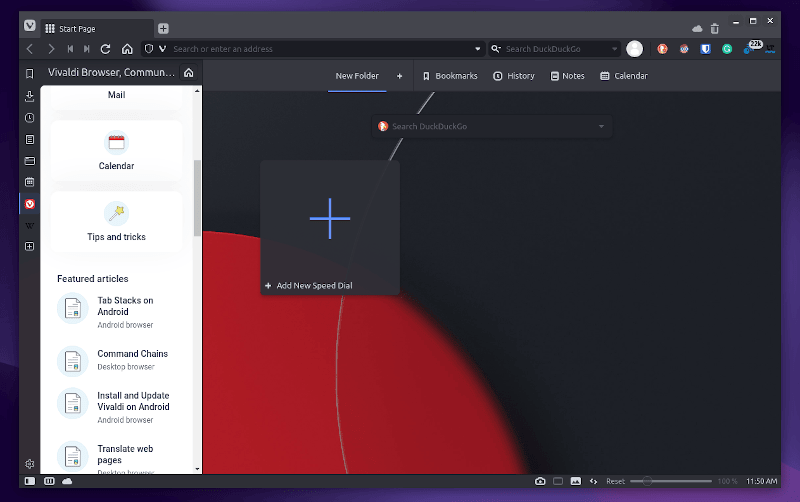 Start Page
Search or enter an address
Search DuckDuckGo
22k
Vivaldi Browser, Commun...
New Folder
Bookmarks
History
Notes
Calendar
Mail
Calendar
Tips and tricks
Search DuckDuckGo
Add New Speed Dial
Featured articles
Tab Stacks on
Android
Android browser
Command Chains
Desktop browser
Install and Update
Vivaldi on Android
Android browser
Translate web
pages
Desktop browser
Reset
100 %
11:50 AM